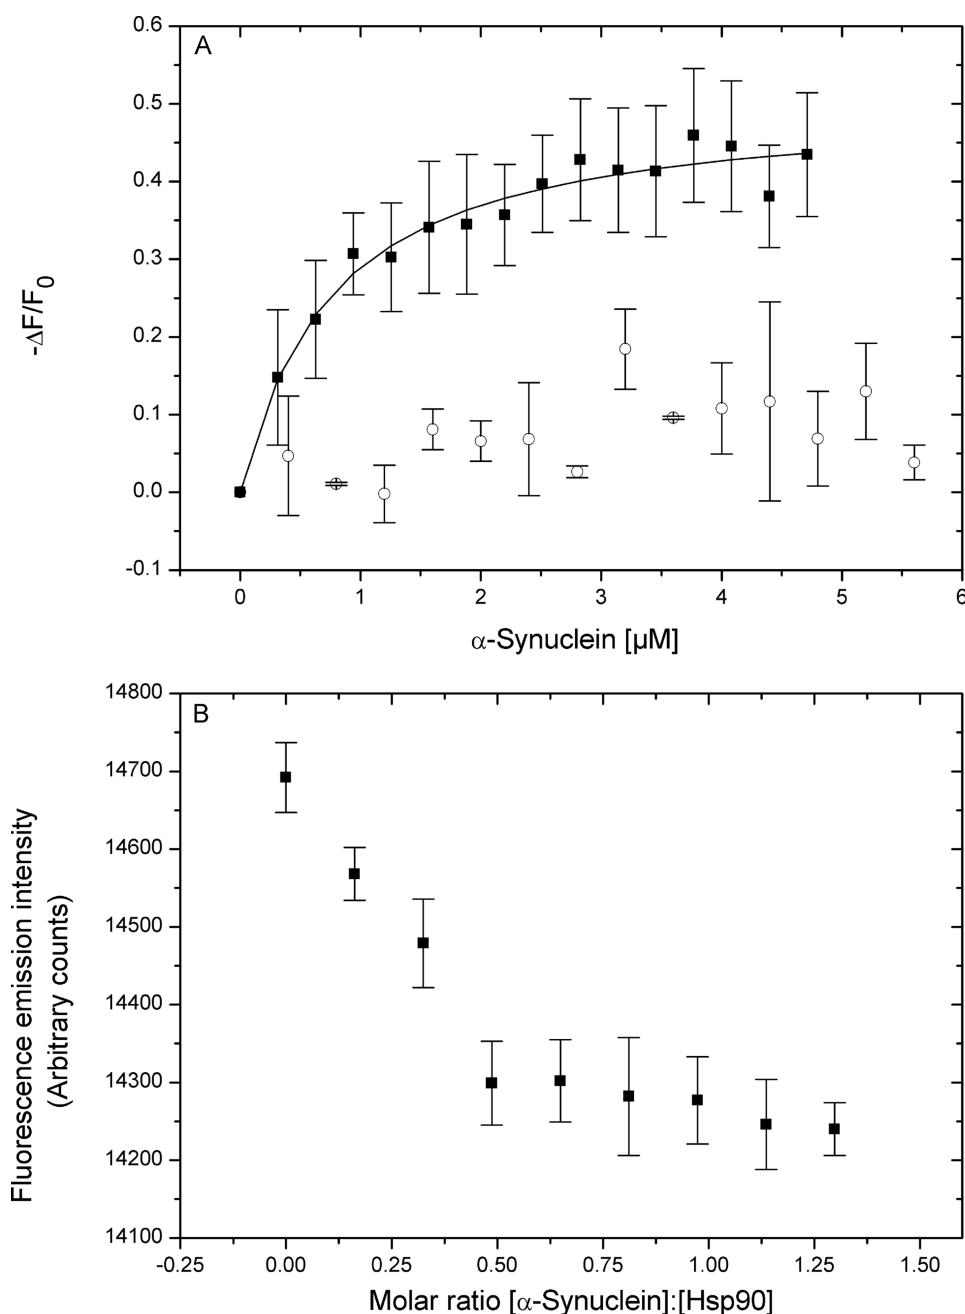 A
0.6
0.5
0.4
0.3
0.2
0.1
0.0
-0.1
-ΔF/F0
0 1 2 3 4 5 6
α-Synuclein [µM]
B
14800
14700
14600
14500
14400
14300
14200
14100
Fluorescence emission intensity
(Arbitrary counts)
-0.25 0.00 0.25 0.50 0.75 1.00 1.25 1.50
Molar ratio [α-Synuclein]:[Hsp90]